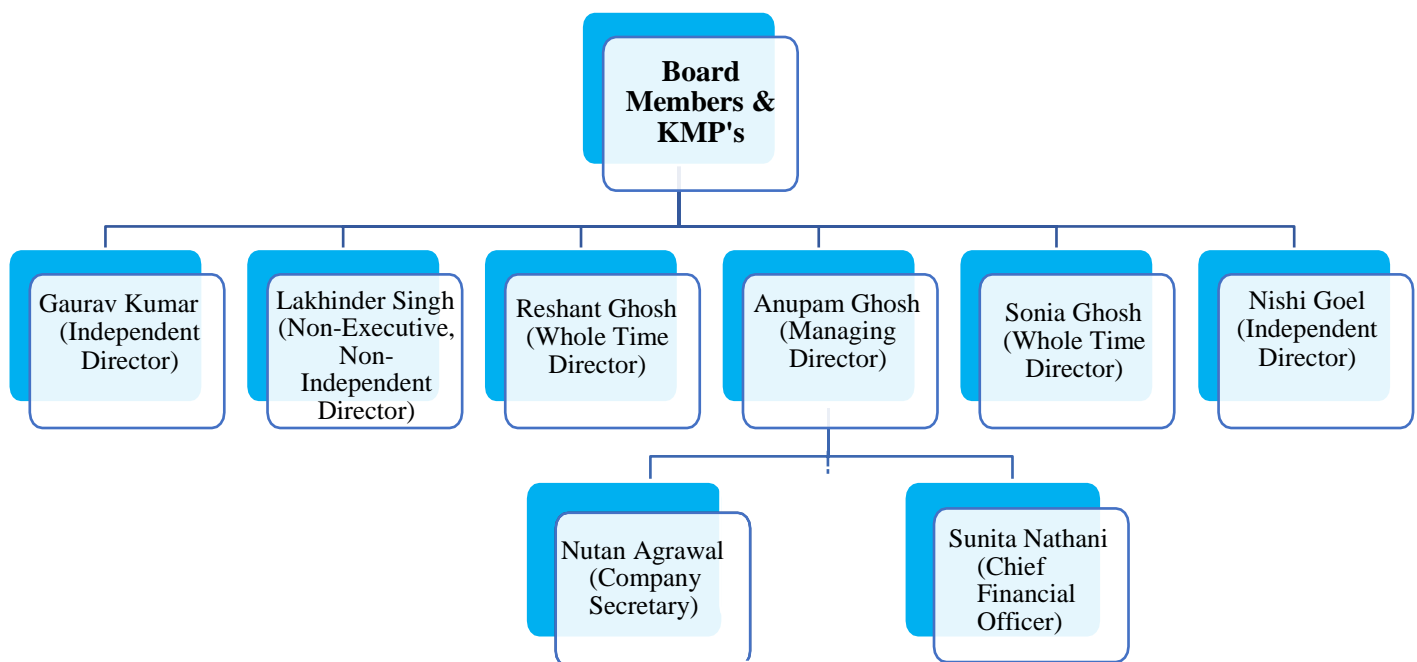 Board
Members &
KMP's
Gaurav Kumar
(Independent
Director)
Lakhinder Singh
(Non-Executive,
Non-
Independent
Director)
Reshant Ghosh
(Whole Time
Director)
Anupam Ghosh
(Managing
Director)
Sonia Ghosh
(Whole Time
Director)
Nishi Goel
(Independent
Director)
Nutan Agrawal
(Company
Secretary)
Sunita Nathani
(Chief
Financial
Officer)